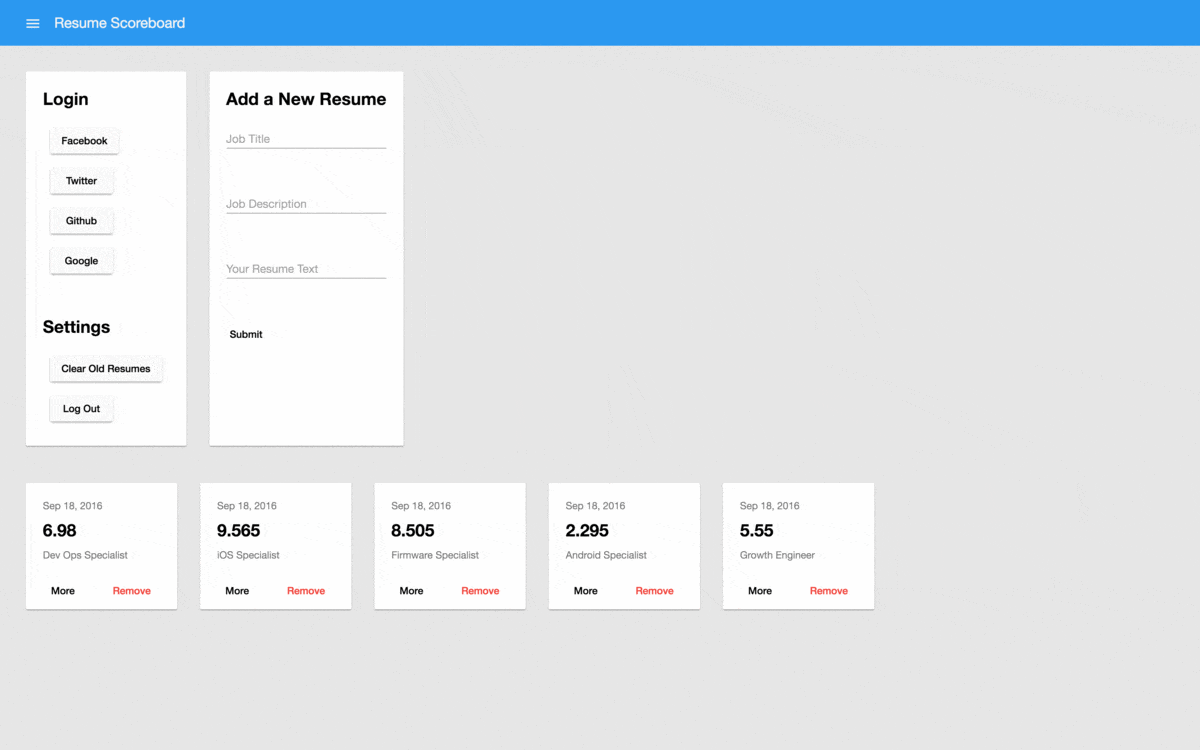 Resume Scoreboard
Login
Facebook
Twitter
Github
Google
Settings
Clear Old Resumes
Log Out
Add a New Resume
Job Title
Job Description
Your Resume Text
Submit
Sep 18, 2016
6.98
Dev Ops Specialist
More Remove
Sep 18, 2016
9.565
iOS Specialist
More Remove
Sep 18, 2016
8.505
Firmware Specialist
More Remove
Sep 18, 2016
2.295
Android Specialist
More Remove
Sep 18, 2016
5.55
Growth Engineer
More Remove